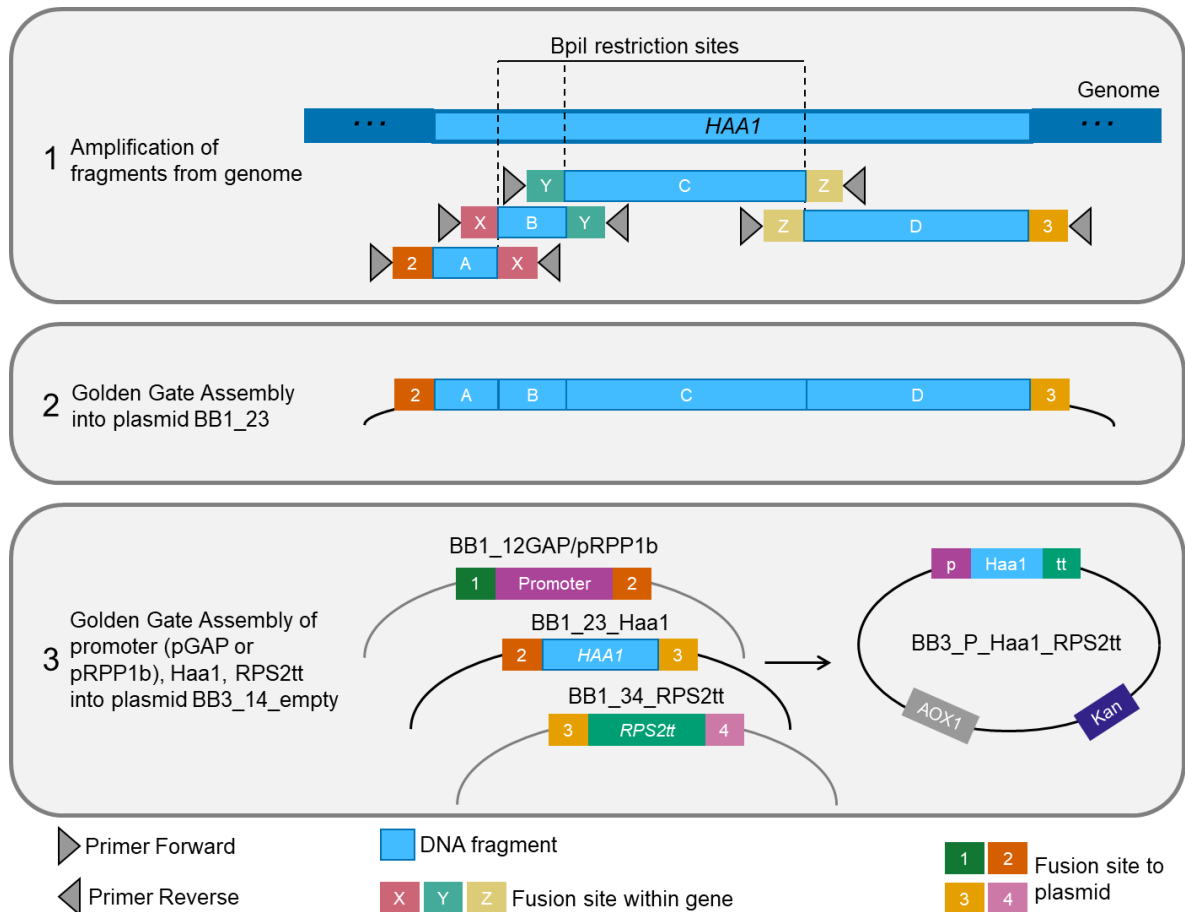 BpiI restriction sites
Genome
...
HAA1
...
1
Amplification of
fragments from genome
Y
C
Z
X
B
Y
Z
D
3
2
A
X
2
Golden Gate Assembly
into plasmid BB1_23
2
A
B
C
D
3
3
Golden Gate Assembly of
promoter (pGAP or
pRPP1b), Haa1, RPS2tt
into plasmid BB3_14_empty
BB1_12GAP/pRPP1b
1
Promoter
2
BB1_23_Haa1
2
HAA1
3
BB1_34_RPS2tt
3
RPS2tt
4
p
Haa1
tt
BB3_P_Haa1_RPS2tt
AOX1
Kan
Primer Forward
Primer Reverse
DNA fragment
X Y Z Fusion site within gene
1 2
3 4
Fusion site to
plasmid